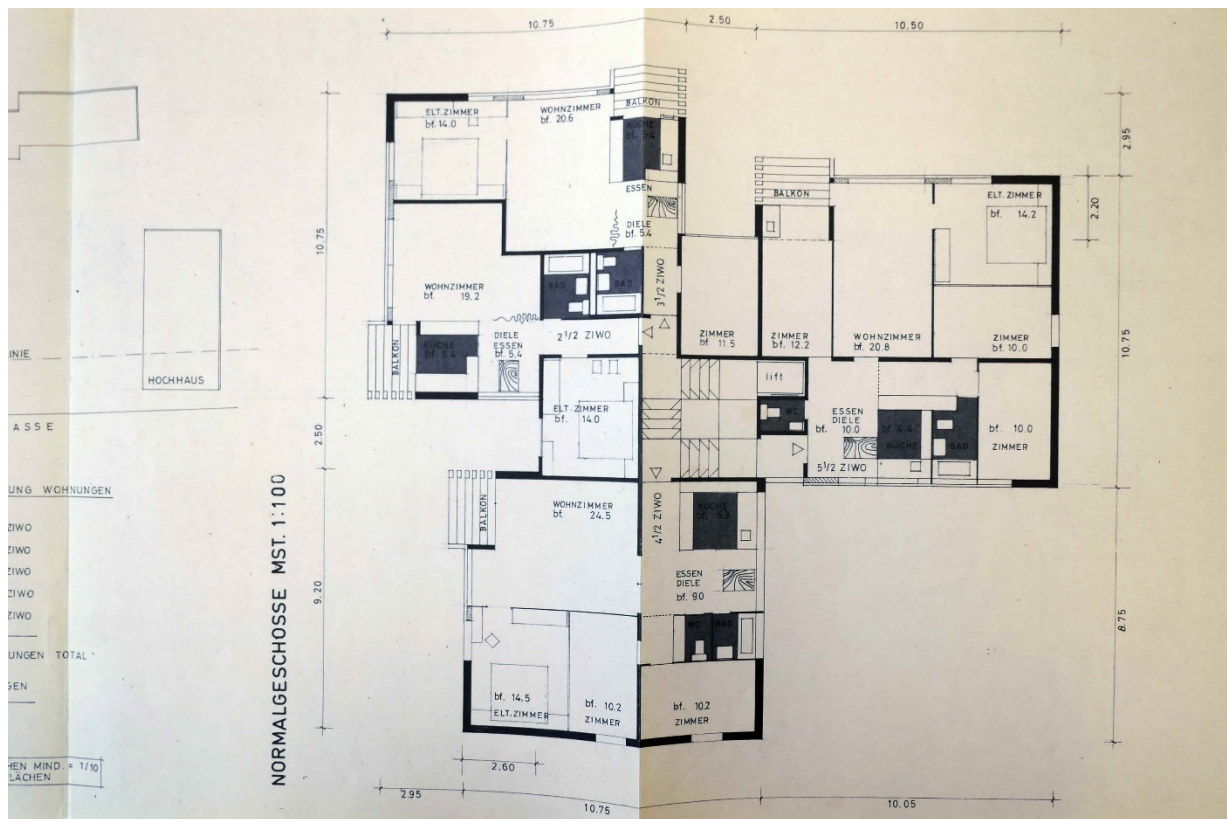 10.75
2.50
10.50
BALKON
ELT. ZIMMER
bf. 14.0
WOHNZIMMER
bf. 20.6
KÜCHE
ESSEN
DIELE
bf. 5.4
2.95
2.20
10.75
10.75
BALKON
ELT. ZIMMER
bf. 14.2
WOHNZIMMER
bf. 19.2
BAD
BAD
3 1/2 ZIWO
2 1/2 ZIWO
ZIMMER
bf 11.5
ZIMMER
bf. 12.2
WOHNZIMMER
bf. 20.8
ZIMMER
bf. 10.0
BALKON
KÜCHE
bf. 5.4
DIELE
ESSEN
bf. 5.4
lift
WC
ESSEN
DIELE
bf. 10.0
bf. 4.4
KÜCHE
BAD
bf. 10.0
ZIMMER
5 1/2 ZIWO
ELT. ZIMMER
bf. 14.0
2.50
BALKON
WOHNZIMMER
bf. 24.5
4 1/2 ZIWO
KÜCHE
ESSEN
DIELE
bf. 9.0
WC
BAD
9.20
8.75
bf. 14.5
ELT. ZIMMER
bf. 10.2
ZIMMER
bf. 10.2
ZIMMER
2.60
2.95
10.75
10.05
NORMALGESCHOSSE MST. 1:100
INIE
HOCHHAUS
ASSE
UNG WOHNUNGEN
ZIWO
ZIWO
ZIWO
ZIWO
ZIWO
UNGEN TOTAL
GEN
HEN MIND. = 1/10
LÄCHEN